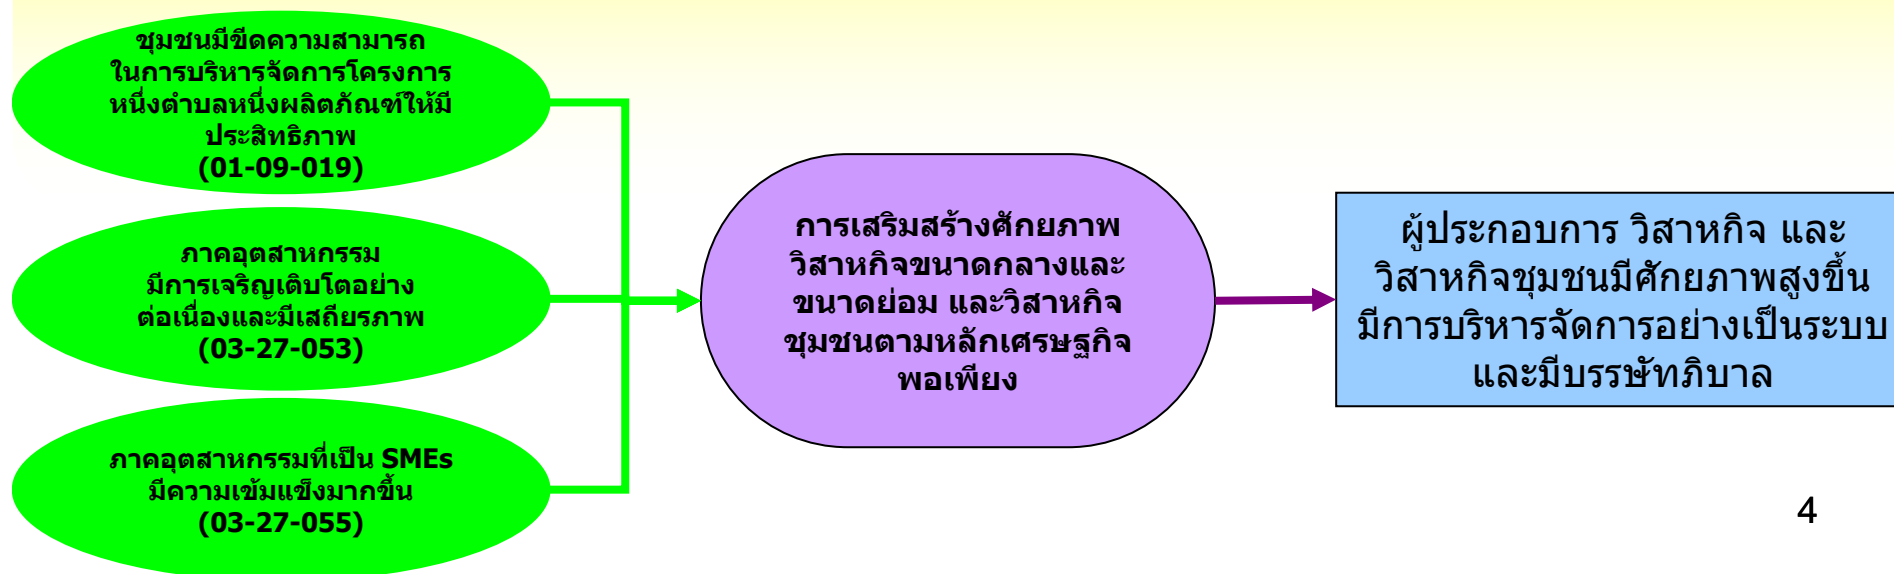 ชุมชนมีขีดความสามารถ
ในการบริหารจัดการโครงการ
หนึ่งตำบลหนึ่งผลิตภัณฑ์ให้มี
ประสิทธิภาพ
(01-09-019)
ภาคอุตสาหกรรม
มีการเจริญเติบโตอย่าง
ต่อเนื่องและมีเสถียรภาพ
(03-27-053)
ภาคอุตสาหกรรมที่เป็น SMEs
มีความเข้มแข็งมากขึ้น
(03-27-055)
การเสริมสร้างศักยภาพ
วิสาหกิจขนาดกลางและ
ขนาดย่อม และวิสาหกิจ
ชุมชนตามหลักเศรษฐกิจ
พอเพียง
ผู้ประกอบการ วิสาหกิจ และ
วิสาหกิจชุมชนมีศักยภาพสูงขึ้น
มีการบริหารจัดการอย่างเป็นระบบ
และมีบรรษัทภิบาล
4